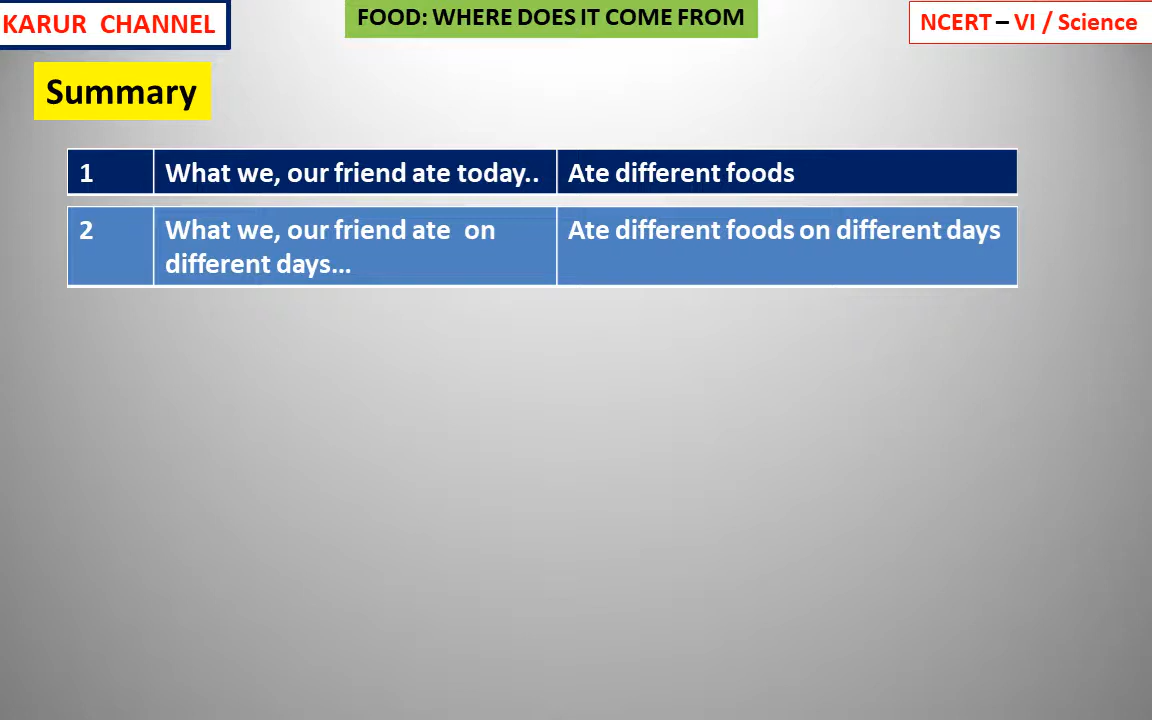 KARUR CHANNEL
FOOD: WHERE DOES IT COME FROM
NCERT – VI / Science
Summary
1 What we, our friend ate today.. Ate different foods
2 What we, our friend ate on Ate different foods on different days
different days...